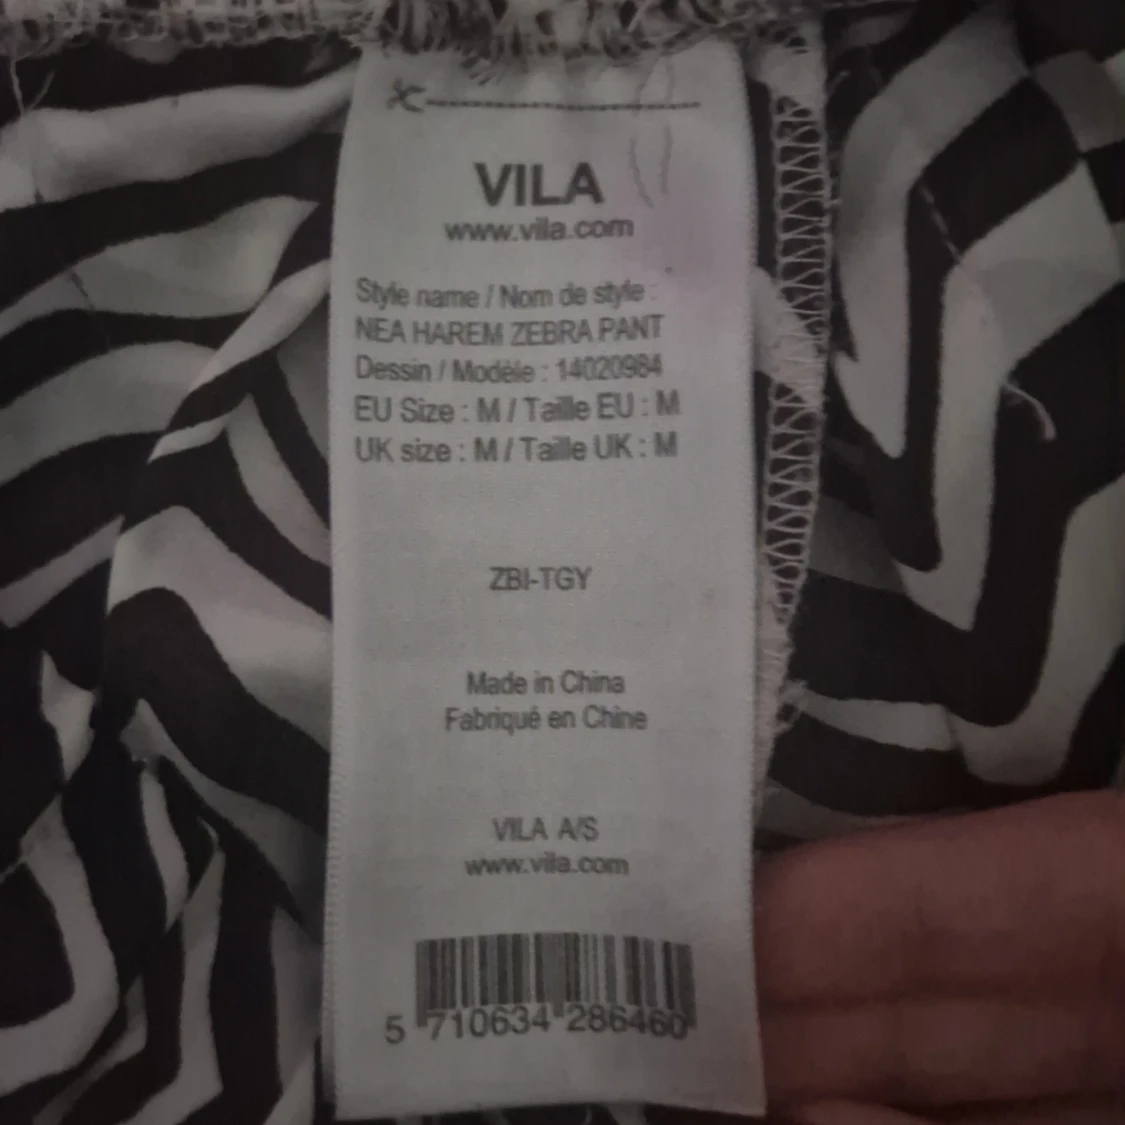 VILA
www.vila.com
Style name / Nom de style :
NEA HAREM ZEBRA PANT
Dessin / Modéle : 14020984
EU Size : M / Taille EU : M
UK size : M / Taille UK : M
ZBI-TGY
Made in China
Fabriqué en Chine
VILA A/S
www.vila.com
5 710634 286460